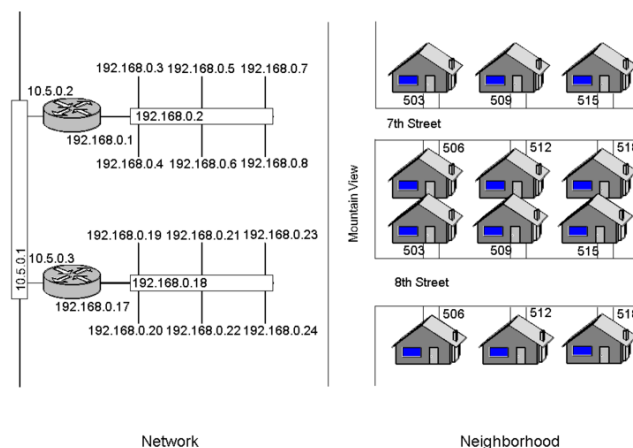 192.168.0.3 192.168.0.5 192.168.0.7
10.5.0.2
192.168.0.2
192.168.0.1
192.168.0.4 192.168.0.6 192.168.0.8
192.168.0.19 192.168.0.21 192.168.0.23
10.5.0.3
10.5.0.1
192.168.0.18
192.168.0.17
192.168.0.20 192.168.0.22 192.168.0.24
Network
503 509 515
7th Street
506 512 518
Mountain View
503 509 515
8th Street
506 512 518
Neighborhood